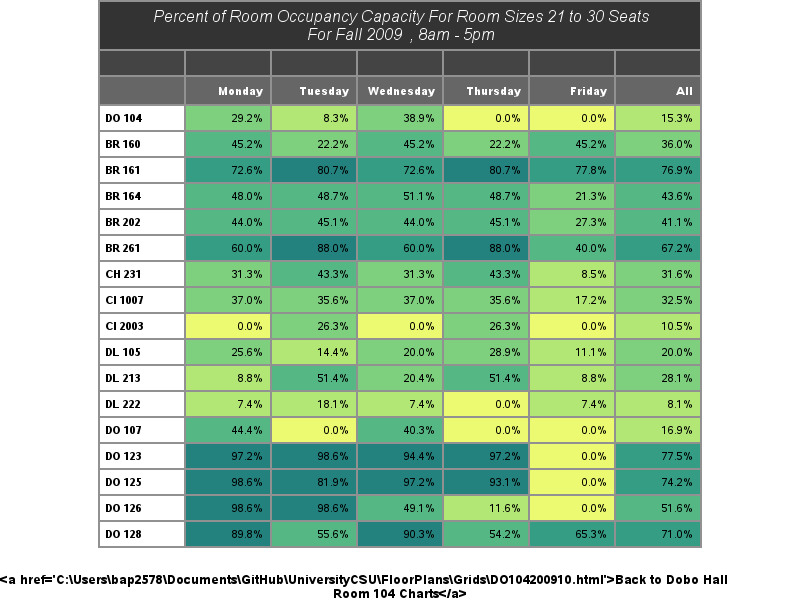 Percent of Room Occupancy Capacity For Room Sizes 21 to 30 Seats
For Fall 2009 , 8am - 5pm
Monday Tuesday Wednesday Thursday Friday All
DO 104 29.2% 8.3% 38.9% 0.0% 0.0% 15.3%
BR 160 45.2% 22.2% 45.2% 22.2% 45.2% 36.0%
BR 161 72.6% 80.7% 72.6% 80.7% 77.8% 76.9%
BR 164 48.0% 48.7% 51.1% 48.7% 21.3% 43.6%
BR 202 44.0% 45.1% 44.0% 45.1% 27.3% 41.1%
BR 261 60.0% 88.0% 60.0% 88.0% 40.0% 67.2%
CH 231 31.3% 43.3% 31.3% 43.3% 8.5% 31.6%
CI 1007 37.0% 35.6% 37.0% 35.6% 17.2% 32.5%
CI 2003 0.0% 26.3% 0.0% 26.3% 0.0% 10.5%
DL 105 25.6% 14.4% 20.0% 28.9% 11.1% 20.0%
DL 213 8.8% 51.4% 20.4% 51.4% 8.8% 28.1%
DL 222 7.4% 18.1% 7.4% 0.0% 7.4% 8.1%
DO 107 44.4% 0.0% 40.3% 0.0% 0.0% 16.9%
DO 123 97.2% 98.6% 94.4% 97.2% 0.0% 77.5%
DO 125 98.6% 81.9% 97.2% 93.1% 0.0% 74.2%
DO 126 98.6% 98.6% 49.1% 11.6% 0.0% 51.6%
DO 128 89.8% 55.6% 90.3% 54.2% 65.3% 71.0%
<a href='C:\Users\bap2578\Documents\GitHub\UniversityCSU\FloorPlans\Grids\DO104200910.html'>Back to Dobo Hall
Room 104 Charts</a>